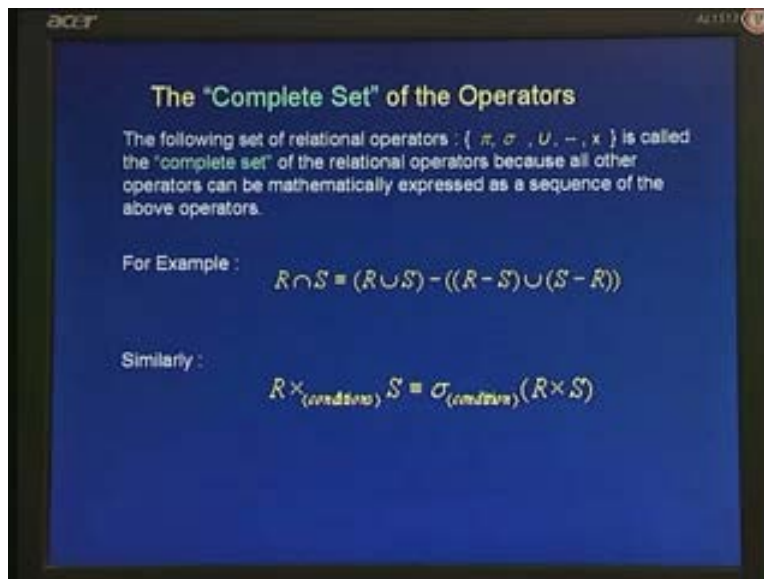 acer
The "Complete Set" of the Operators
The following set of relational operators : { π, σ , U, – , x } is called
the "complete set" of the relational operators because all other
operators can be mathematically expressed as a sequence of the
above operators.
For Example :
R∩S ≡ (R∪S) – ((R–S)∪(S–R))
Similarly :
R×(conditions) S ≡ σ(condition)(R×S)